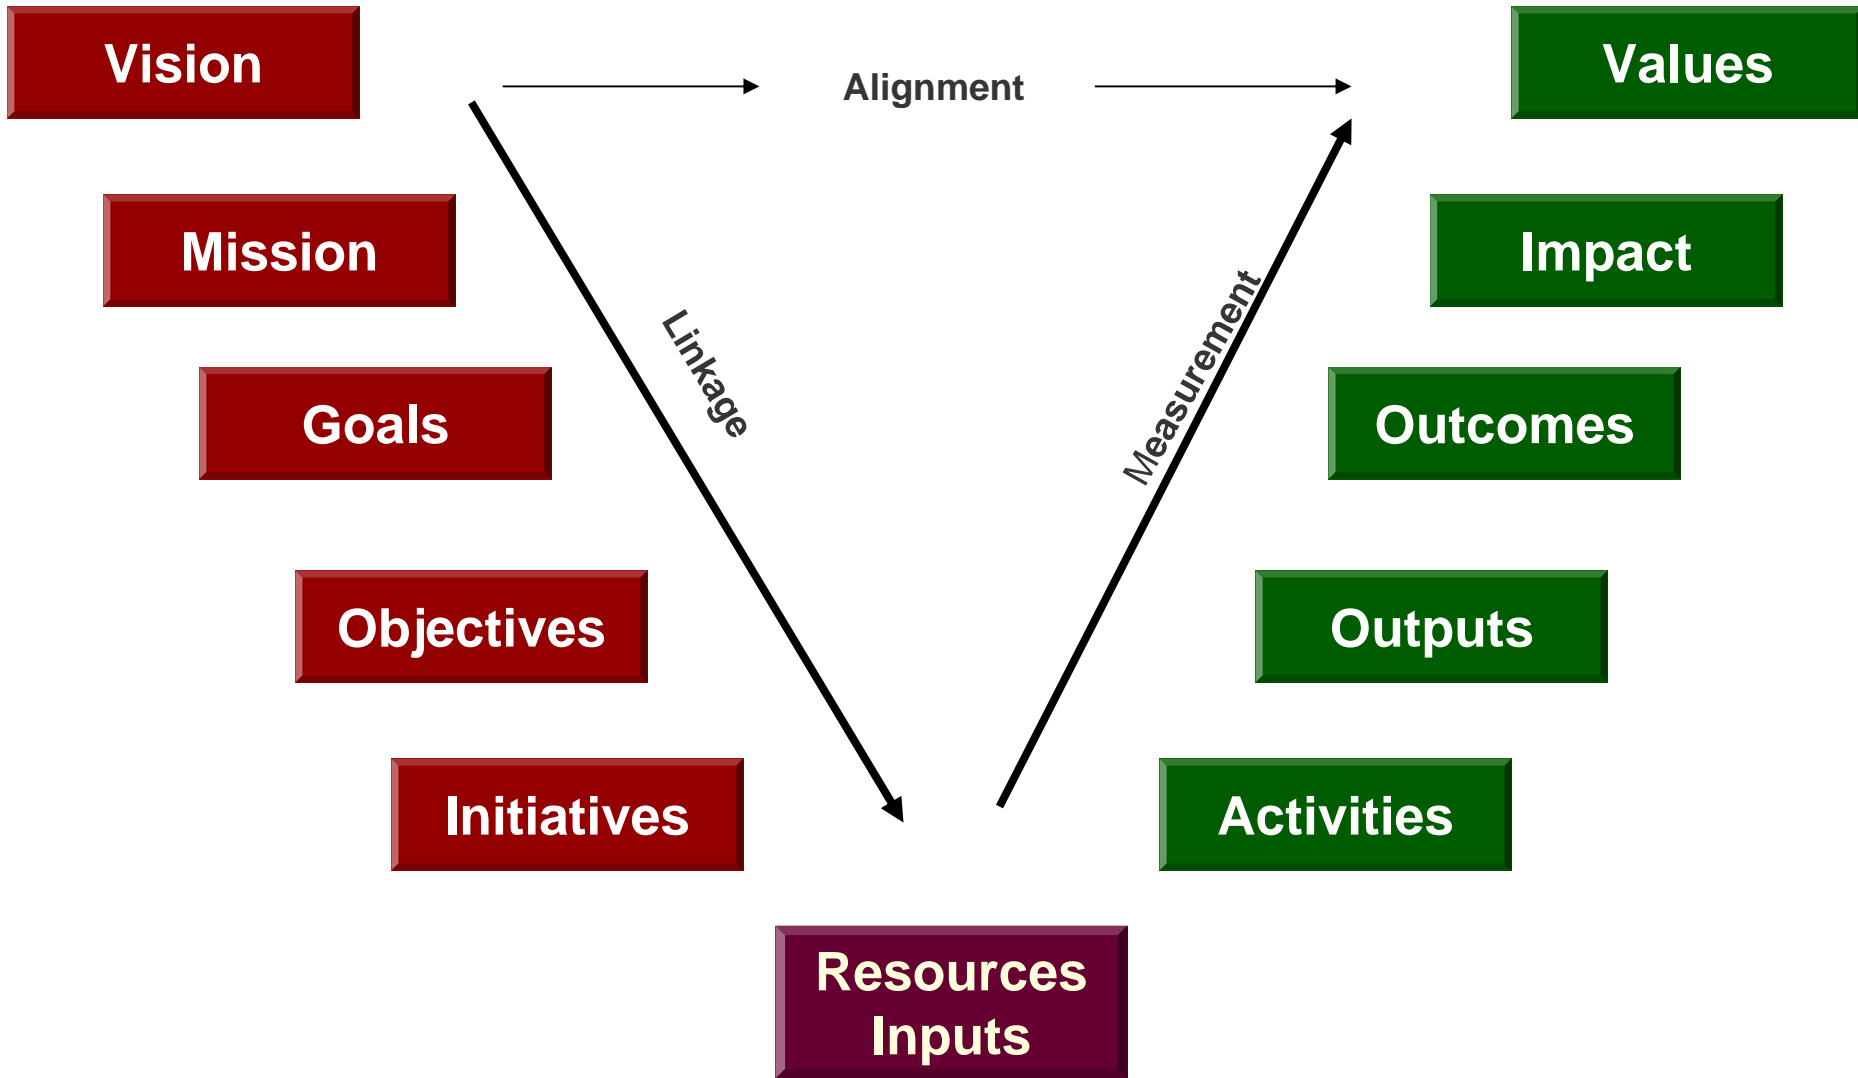 Vision
Alignment
Values
Mission
Impact
Linkage
Measurement
Goals
Outcomes
Objectives
Outputs
Initiatives
Activities
Resources
Inputs